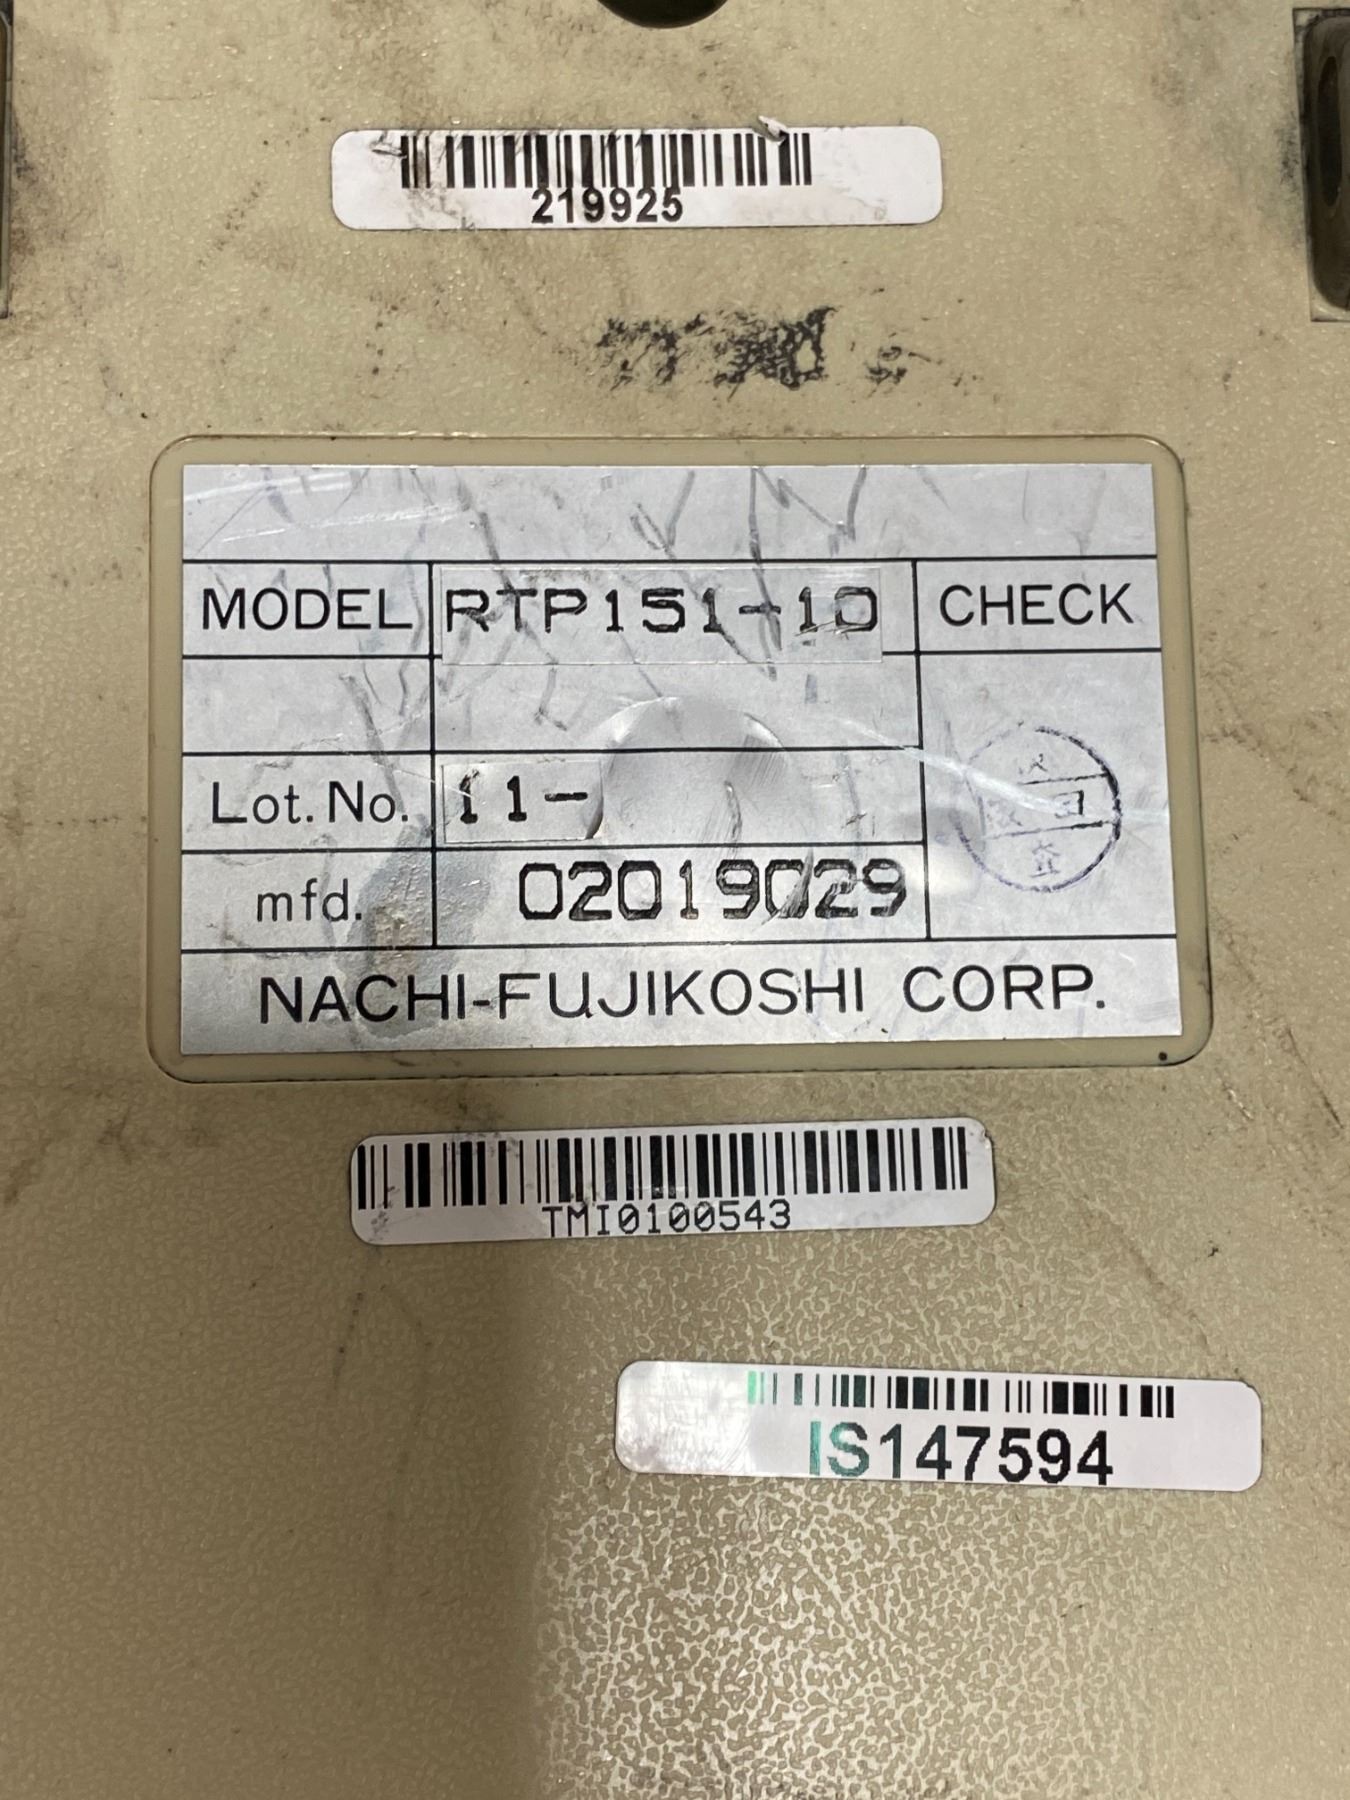 219925
MODEL RTP151-10 CHECK
Lot. No. 11-
mfd. 02019029
NACHI-FUJIKOSHI CORP.
TMI0100543
IS147594